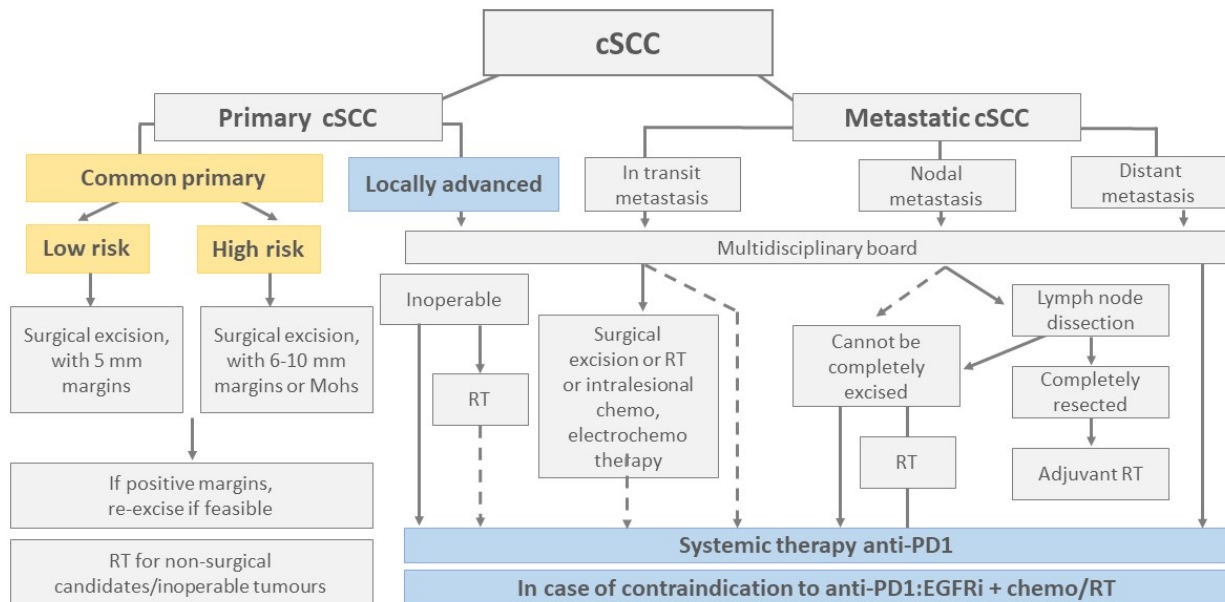 cSCC
Primary cSCC
Metastatic cSCC
Common primary
Locally advanced
In transit
metastasis
Nodal
metastasis
Distant
metastasis
Low risk
High risk
Multidisciplinary board
Surgical excision,
with 5 mm
margins
Surgical excision,
with 6-10 mm
margins or Mohs
Inoperable
RT
Surgical
excision or RT
or intralesional
chemo,
electrochemo
therapy
Cannot be
completely
excised
RT
Lymph node
dissection
Completely
resected
Adjuvant RT
If positive margins,
re-excise if feasible
RT for non-surgical
candidates/inoperable tumours
Systemic therapy anti-PD1
In case of contraindication to anti-PD1:EGFRi + chemo/RT